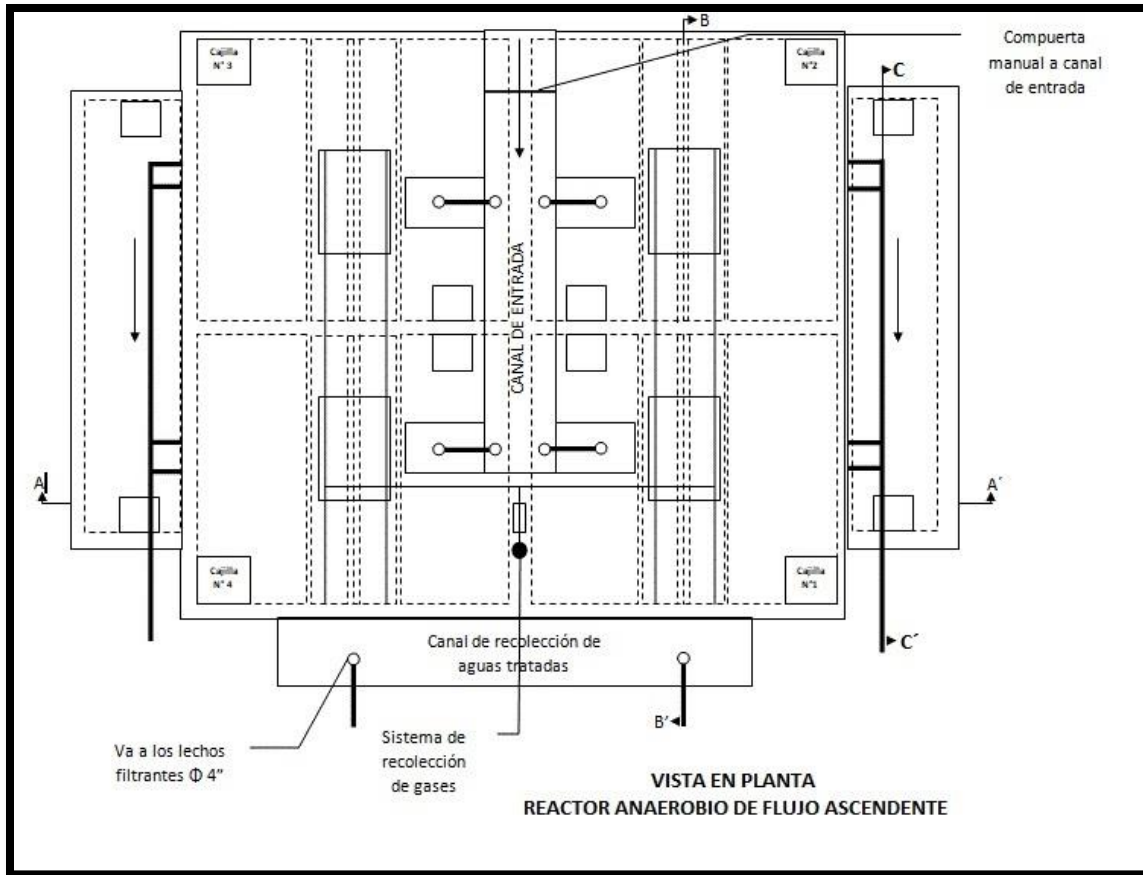 B
Compuerta
manual a canal
de entrada
Cajilla
N° 3
Cajilla
N°2
C
CANAL DE ENTRADA
A
A´
Cajilla
N° 4
Cajilla
N°1
C´
Canal de recolección de
aguas tratadas
B’
Va a los lechos
filtrantes Φ 4”
Sistema de
recolección
de gases
VISTA EN PLANTA
REACTOR ANAEROBIO DE FLUJO ASCENDENTE